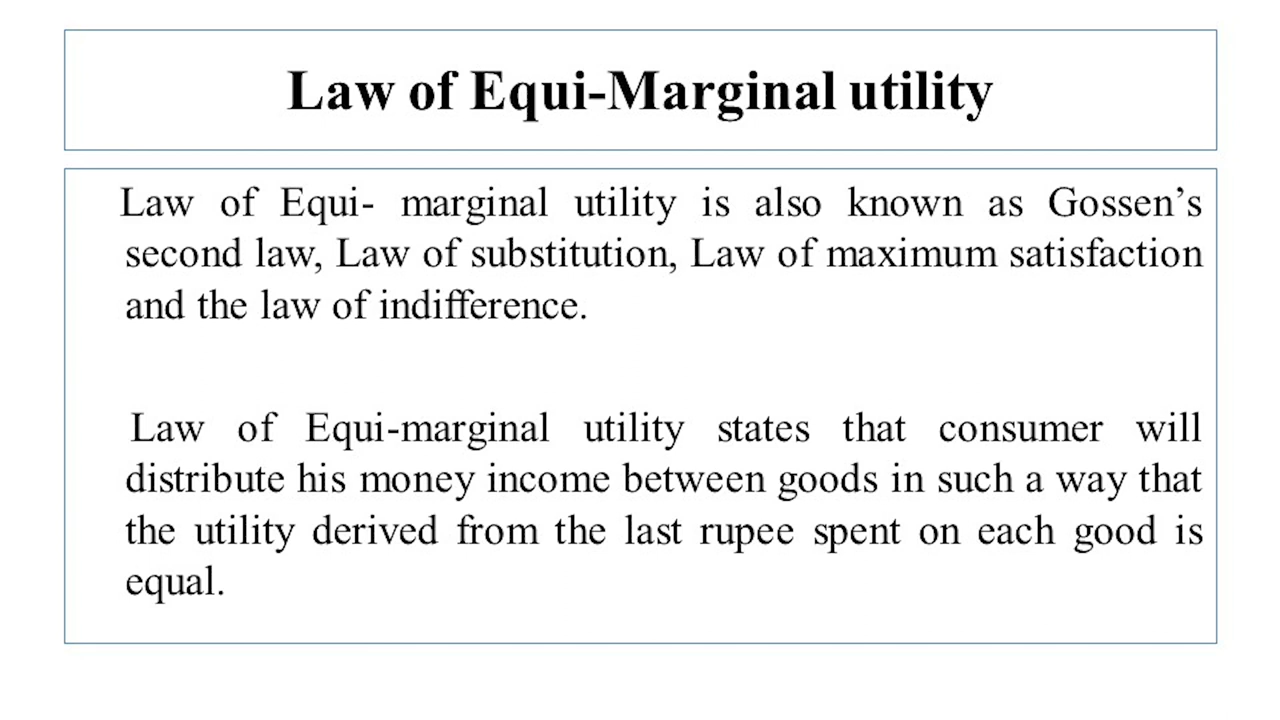 Law of Equi-Marginal utility
Law of Equi- marginal utility is also known as Gossen’s
second law, Law of substitution, Law of maximum satisfaction
and the law of indifference.
Law of Equi-marginal utility states that consumer will
distribute his money income between goods in such a way that
the utility derived from the last rupee spent on each good is
equal.